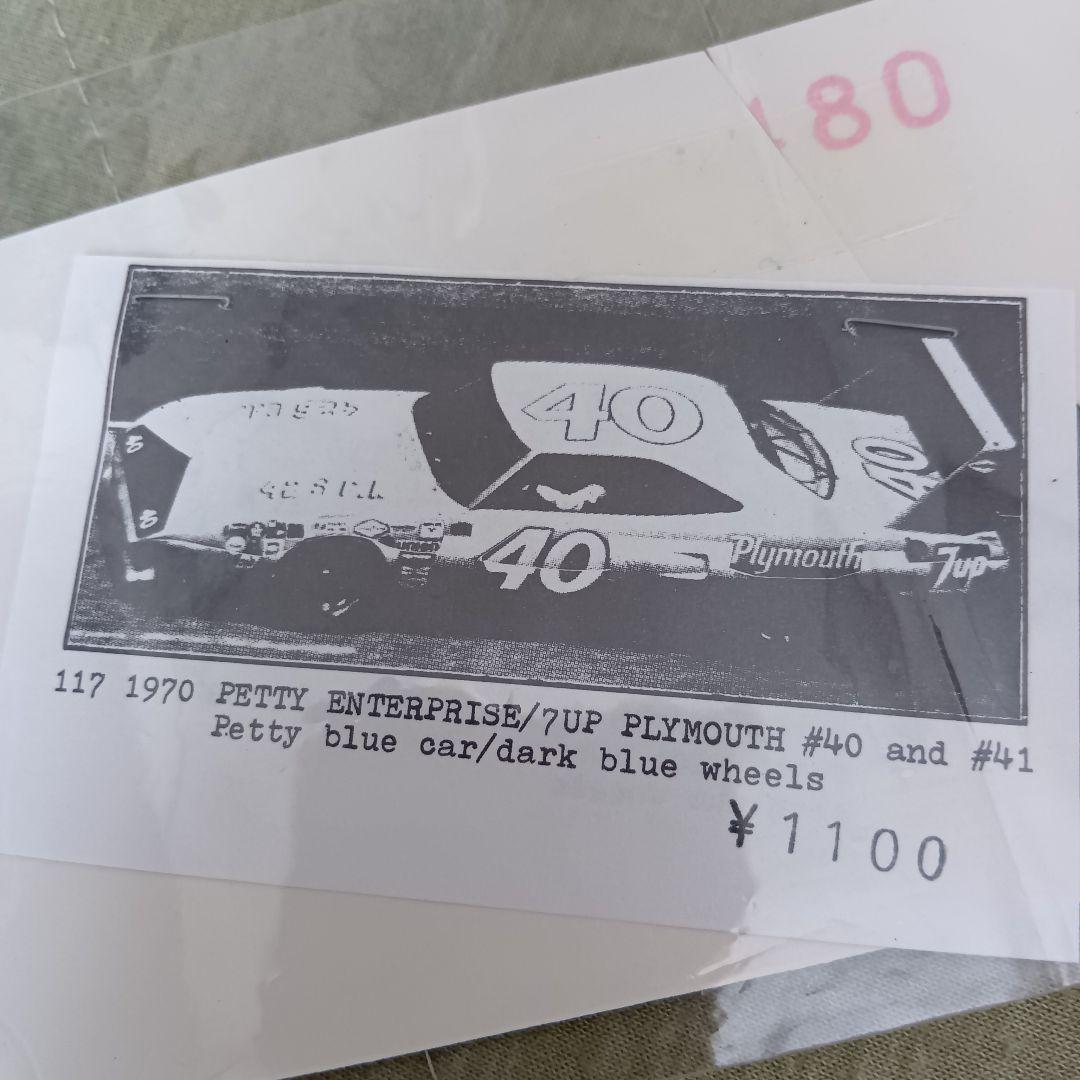 180
40
426 C.I.
40
40
Plymouth
7up
117 1970 PETTY ENTERPRISE/7UP PLYMOUTH #40 and #41
Petty blue car/dark blue wheels
¥1100